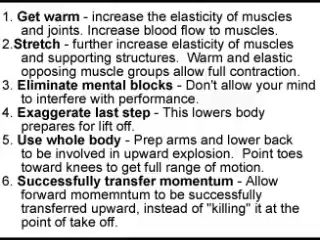 1. Get warm - increase the elasticity of muscles
and joints. Increase blood flow to muscles.
2.Stretch - further increase elasticity of muscles
and supporting structures. Warm and elastic
opposing muscle groups allow full contraction.
3. Eliminate mental blocks - Don't allow your mind
to interfere with performance.
4. Exaggerate last step - This lowers body
prepares for lift off.
5. Use whole body - Prep arms and lower back
to be involved in upward explosion. Point toes
toward knees to get full range of motion.
6. Successfully transfer momentum - Allow
forward momemntum to be successfully
transferred upward, instead of "killing" it at the
point of take off.